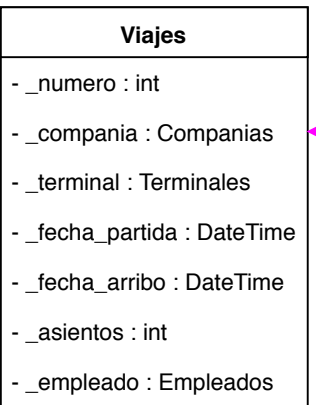 Viajes
- _numero : int
- _compania : Companias
- _terminal : Terminales
- _fecha_partida : DateTime
- _fecha_arribo : DateTime
- _asientos : int
- _empleado : Empleados